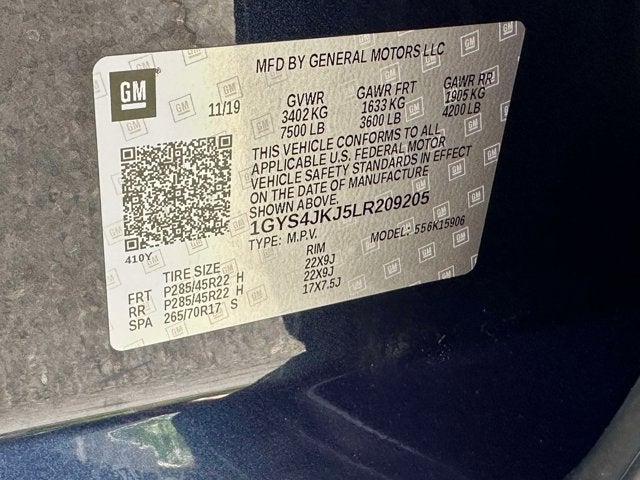 MFD BY GENERAL MOTORS LLC
GM
11/19
GVWR GAWR FRT GAWR RR
3402 KG 1633 KG 1905 KG
7500 LB 3600 LB 4200 LB
THIS VEHICLE CONFORMS TO ALL
APPLICABLE U.S. FEDERAL MOTOR
VEHICLE SAFETY STANDARDS IN EFFECT
ON THE DATE OF MANUFACTURE
SHOWN ABOVE.
1GYS4JKJ5LR209205
TYPE: M.P.V. MODEL: 556K15906
410Y
TIRE SIZE RIM
FRT P285/45R22 H 22X9J
RR P285/45R22 H 22X9J
SPA 265/70R17 S 17X7.5J